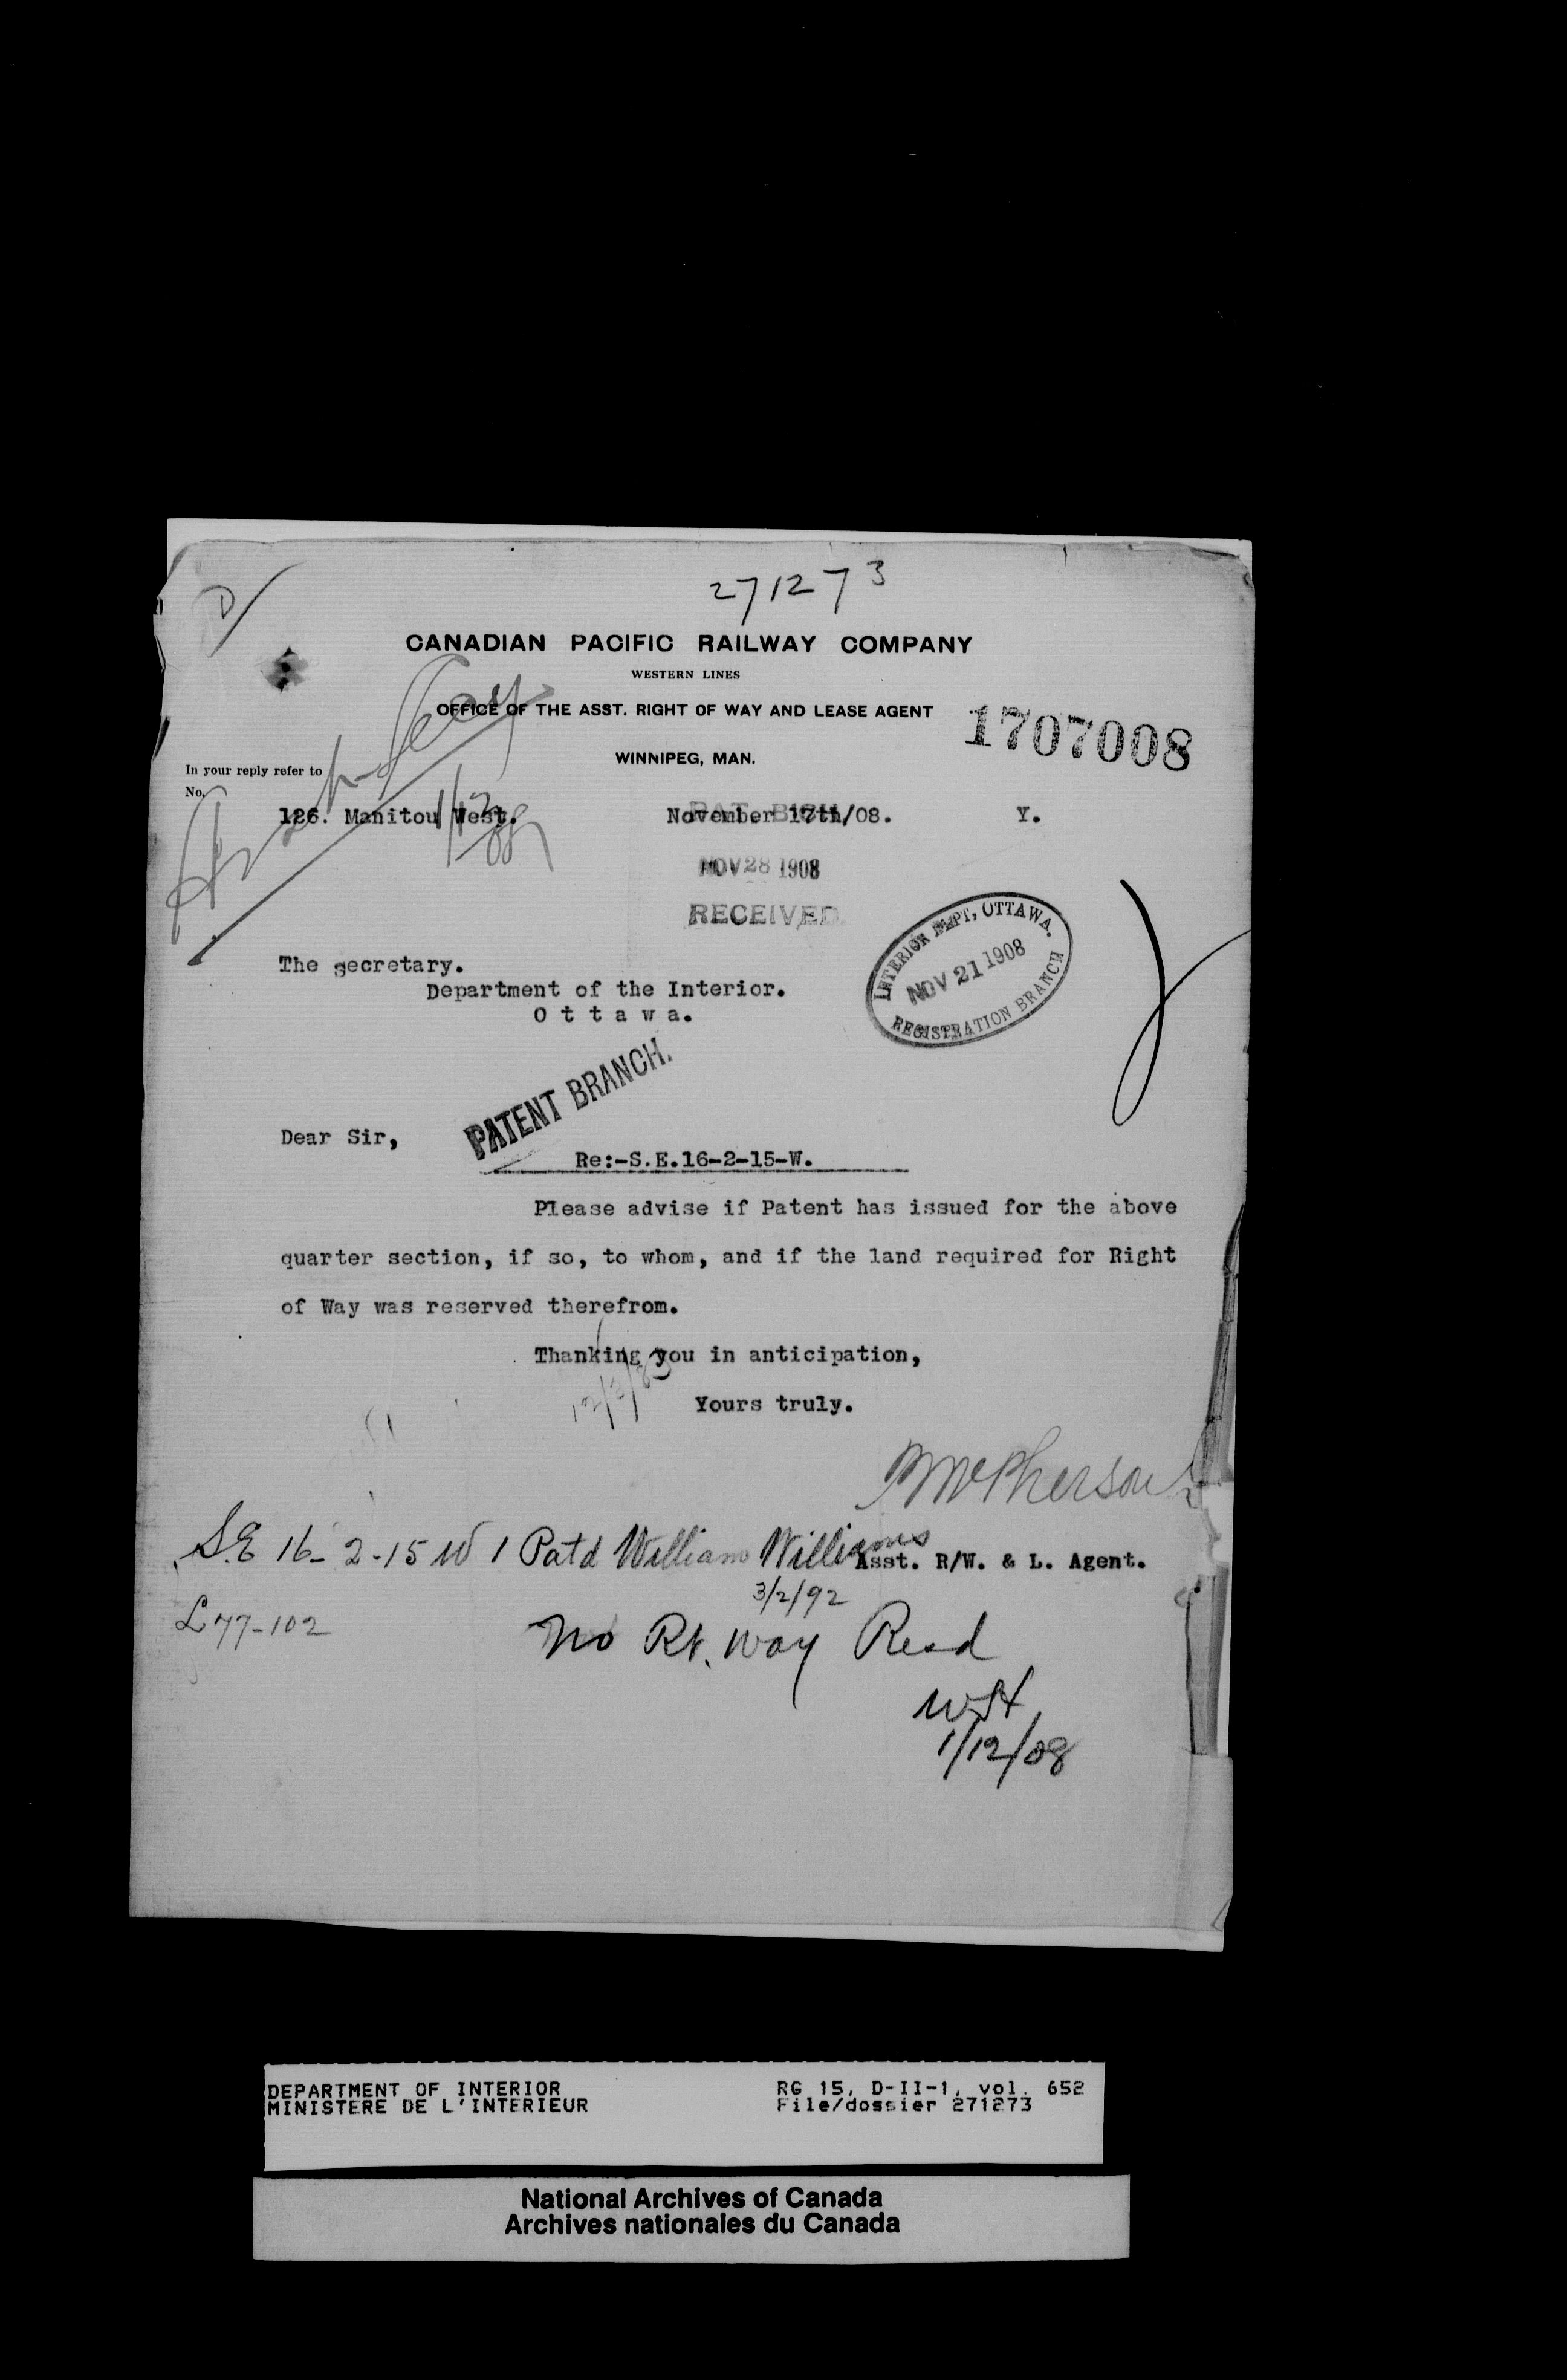 271273
D
CANADIAN PACIFIC RAILWAY COMPANY
WESTERN LINES
OFFICE OF THE ASST. RIGHT OF WAY AND LEASE AGENT
1707008
WINNIPEG, MAN.
In your reply refer to
No.
186. Manitou West. November 17th/08. Y.
1/12/08
PAT. B
NOV 28 1908
RECEIVED
INTERIOR DEPT, OTTAWA.
NOV 21 1908
REGISTRATION BRANCH
The secretary.
Department of the Interior.
O t t a w a.
PATENT BRANCH.
Dear Sir,
Re:-S.E.16-2-15-W.
Please advise if Patent has issued for the above
quarter section, if so, to whom, and if the land required for Right
of Way was reserved therefrom.
Thanking you in anticipation,
Yours truly.
McPherson
Asst. R/W. & L. Agent.
S.E 16-2-15 W 1 Patd William Williams
3/2/92
L 77-102
No Rt. Way Resd
1/12/08
DEPARTMENT OF INTERIOR
MINISTERE DE L'INTERIEUR
RG 15, D-II-1, vol. 652
File/dossier 271273
National Archives of Canada
Archives nationales du Canada